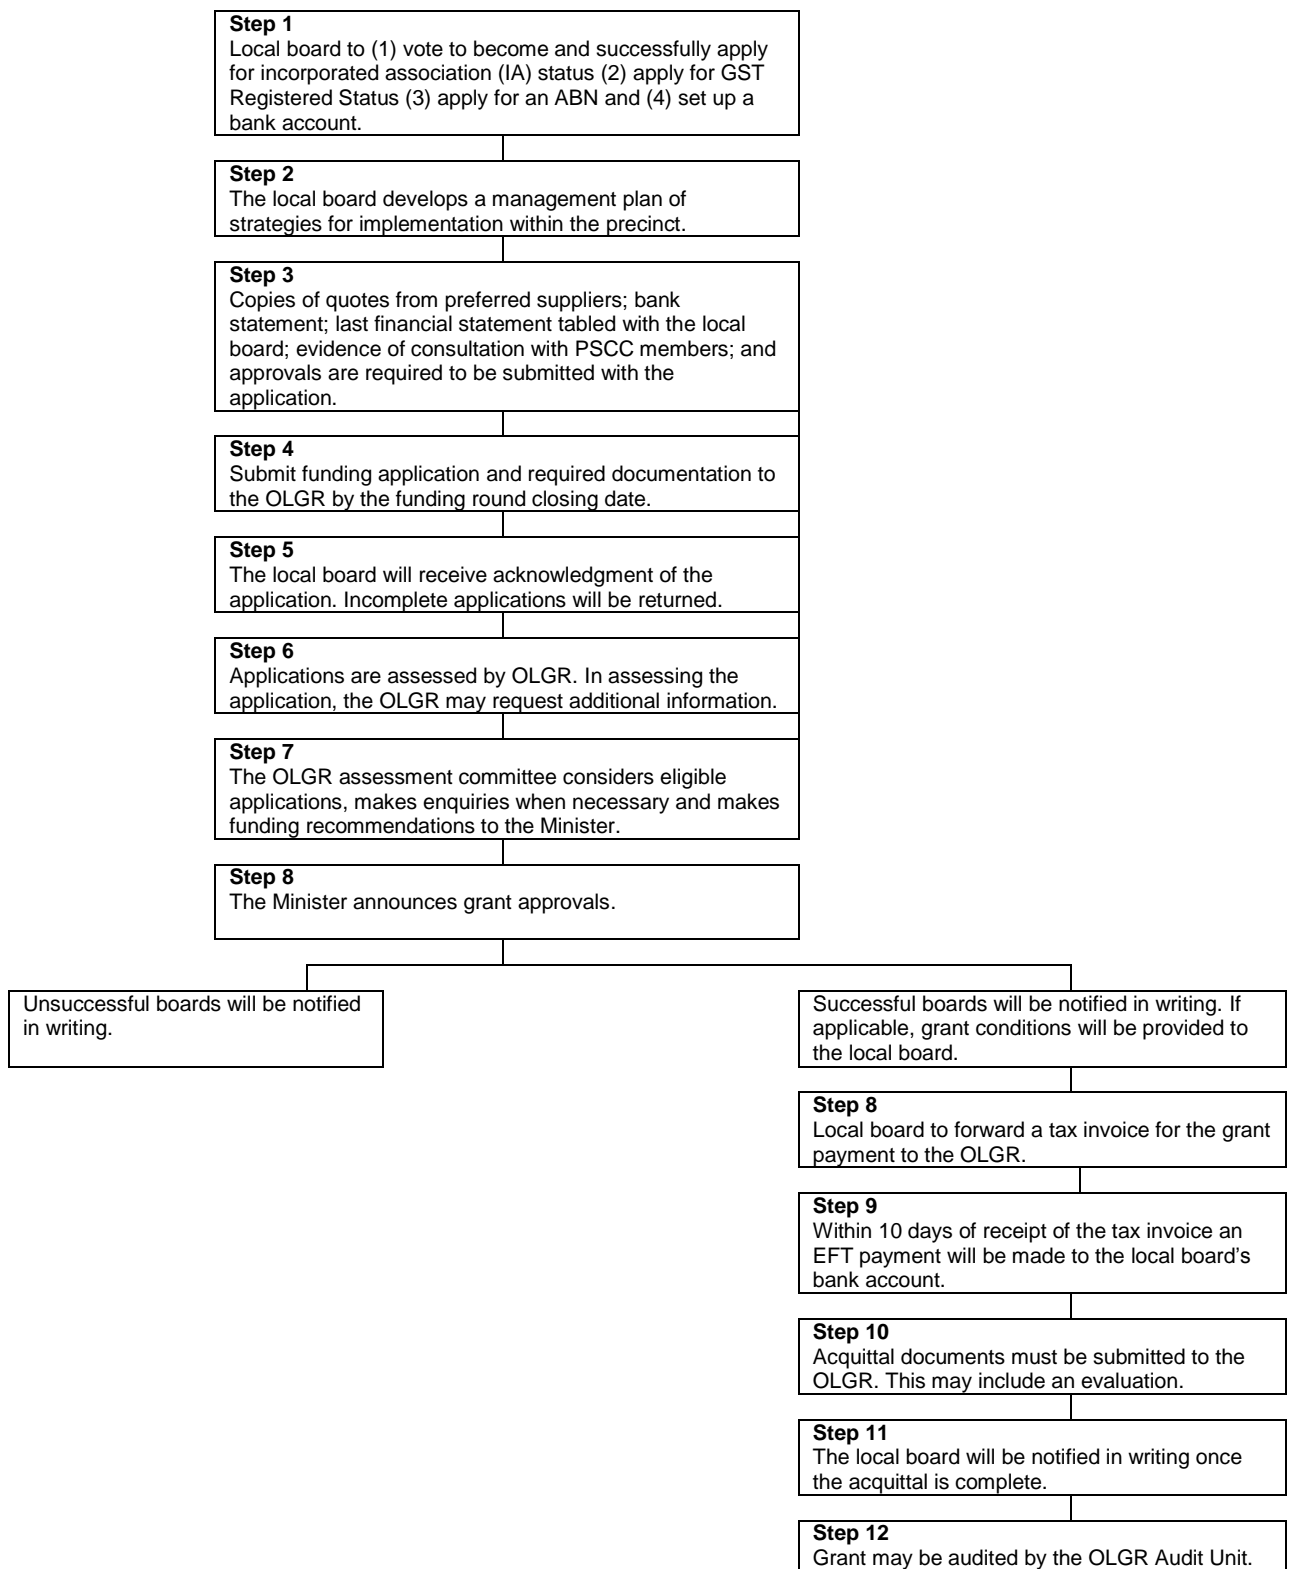 Step 1
Local board to (1) vote to become and successfully apply
for incorporated association (IA) status (2) apply for GST
Registered Status (3) apply for an ABN and (4) set up a
bank account.
Step 2
The local board develops a management plan of
strategies for implementation within the precinct.
Step 3
Copies of quotes from preferred suppliers; bank
statement; last financial statement tabled with the local
board; evidence of consultation with PSCC members; and
approvals are required to be submitted with the
application.
Step 4
Submit funding application and required documentation to
the OLGR by the funding round closing date.
Step 5
The local board will receive acknowledgment of the
application. Incomplete applications will be returned.
Step 6
Applications are assessed by OLGR. In assessing the
application, the OLGR may request additional information.
Step 7
The OLGR assessment committee considers eligible
applications, makes enquiries when necessary and makes
funding recommendations to the Minister.
Step 8
The Minister announces grant approvals.
Unsuccessful boards will be notified
in writing.
Successful boards will be notified in writing. If
applicable, grant conditions will be provided to
the local board.
Step 8
Local board to forward a tax invoice for the grant
payment to the OLGR.
Step 9
Within 10 days of receipt of the tax invoice an
EFT payment will be made to the local board's
bank account.
Step 10
Acquittal documents must be submitted to the
OLGR. This may include an evaluation.
Step 11
The local board will be notified in writing once
the acquittal is complete.
Step 12
Grant may be audited by the OLGR Audit Unit.